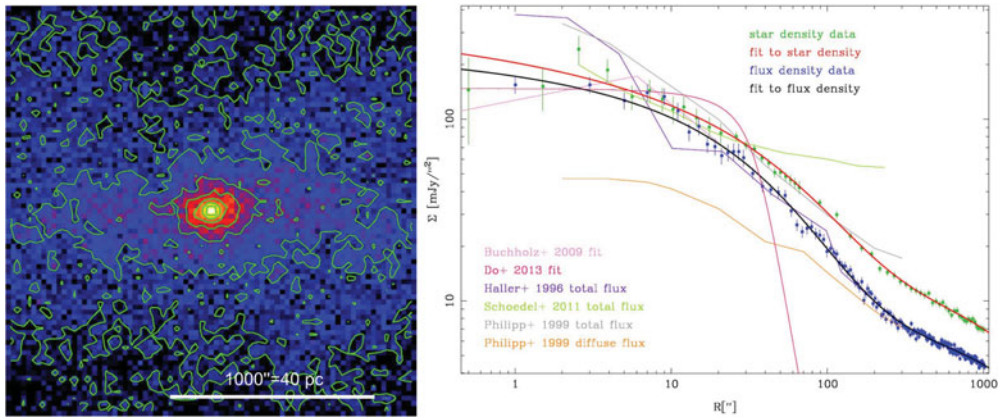 1000"=40 pc
star density data
fit to star density
flux density data
fit to flux density
100
10
Σ [mJy/"²]
Buchholz+ 2009 fit
Do+ 2013 fit
Haller+ 1996 total flux
Schoedel+ 2011 total flux
Philipp+ 1999 total flux
Philipp+ 1999 diffuse flux
1 10 100 1000
R["]